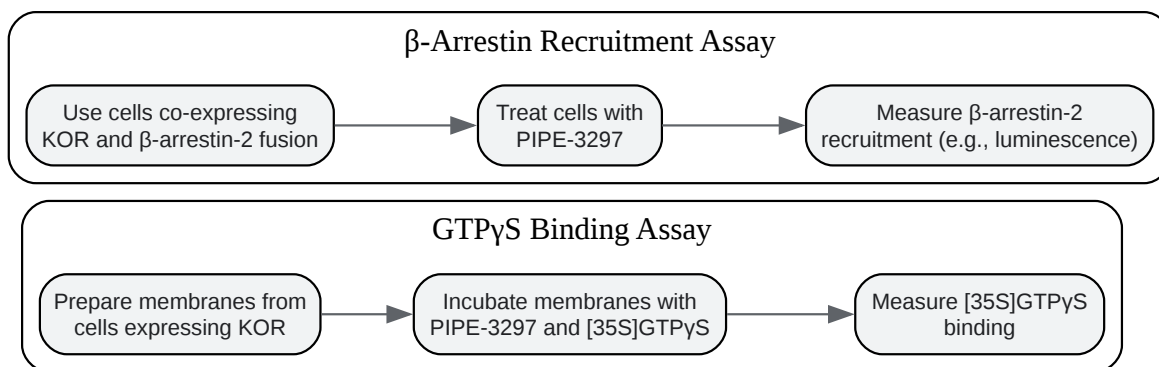 β-Arrestin Recruitment Assay
Use cells co-expressing
KOR and β-arrestin-2 fusion
Treat cells with
PIPE-3297
Measure β-arrestin-2
recruitment (e.g., luminescence)
GTPγS Binding Assay
Prepare membranes from
cells expressing KOR
Incubate membranes with
PIPE-3297 and [35S]GTPγS
Measure [35S]GTPγS
binding